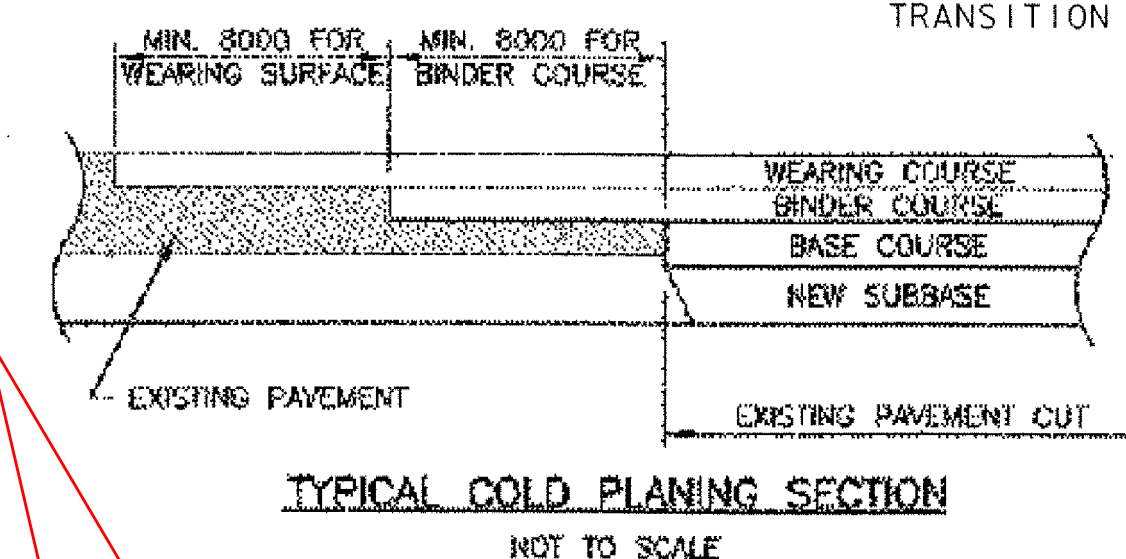 TRANSITION
MIN. 8000 FOR
WEARING SURFACE
MIN. 8000 FOR
BINDER COURSE
WEARING COURSE
BINDER COURSE
BASE COURSE
NEW SUBBASE
EXISTING PAVEMENT
EXISTING PAVEMENT CUT
TYPICAL COLD PLANING SECTION
NOT TO SCALE